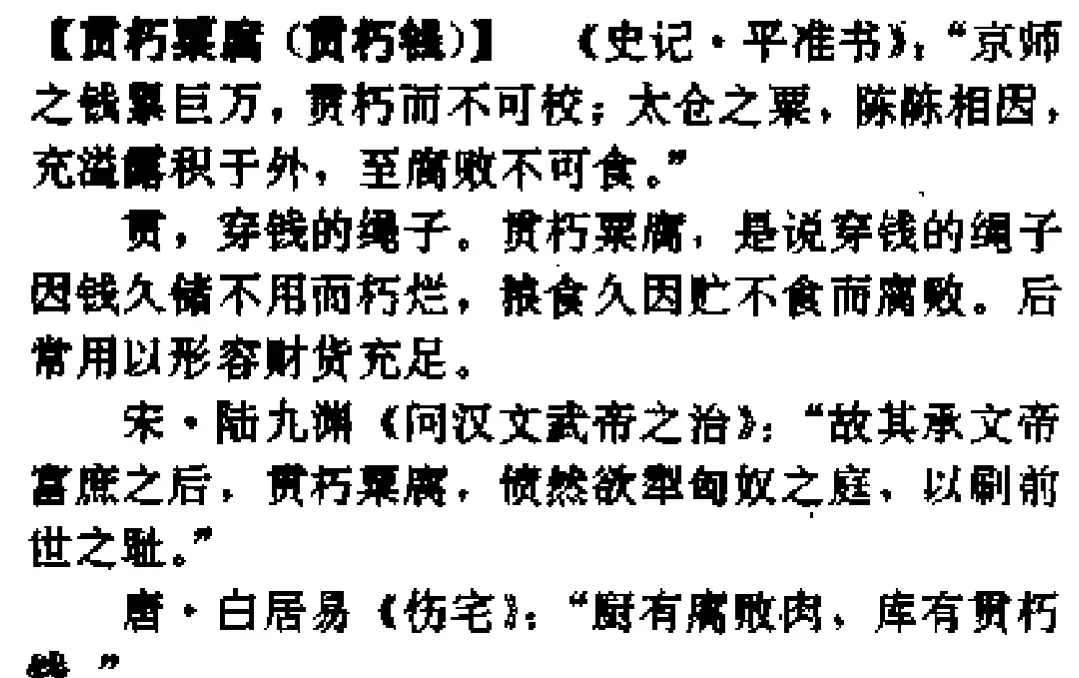 【贯朽粟腐(贯朽钱)】 《史记·平准书》：“京师
之钱累巨万，贯朽而不可校；太仓之粟，陈陈相因，
充溢露积于外，至腐败不可食。”
贯，穿钱的绳子。贯朽粟腐，是说穿钱的绳子
因钱久储不用而朽烂，粮食久因贮不食而腐败。后
常用以形容财货充足。
宋·陆九渊《问汉文武帝之治》：“故其承文帝
富庶之后，贯朽粟腐，愤然欲犁匈奴之庭，以刷前
世之耻。”
唐·白居易《伤宅》：“厨有腐败肉，库有贯朽
钱。”